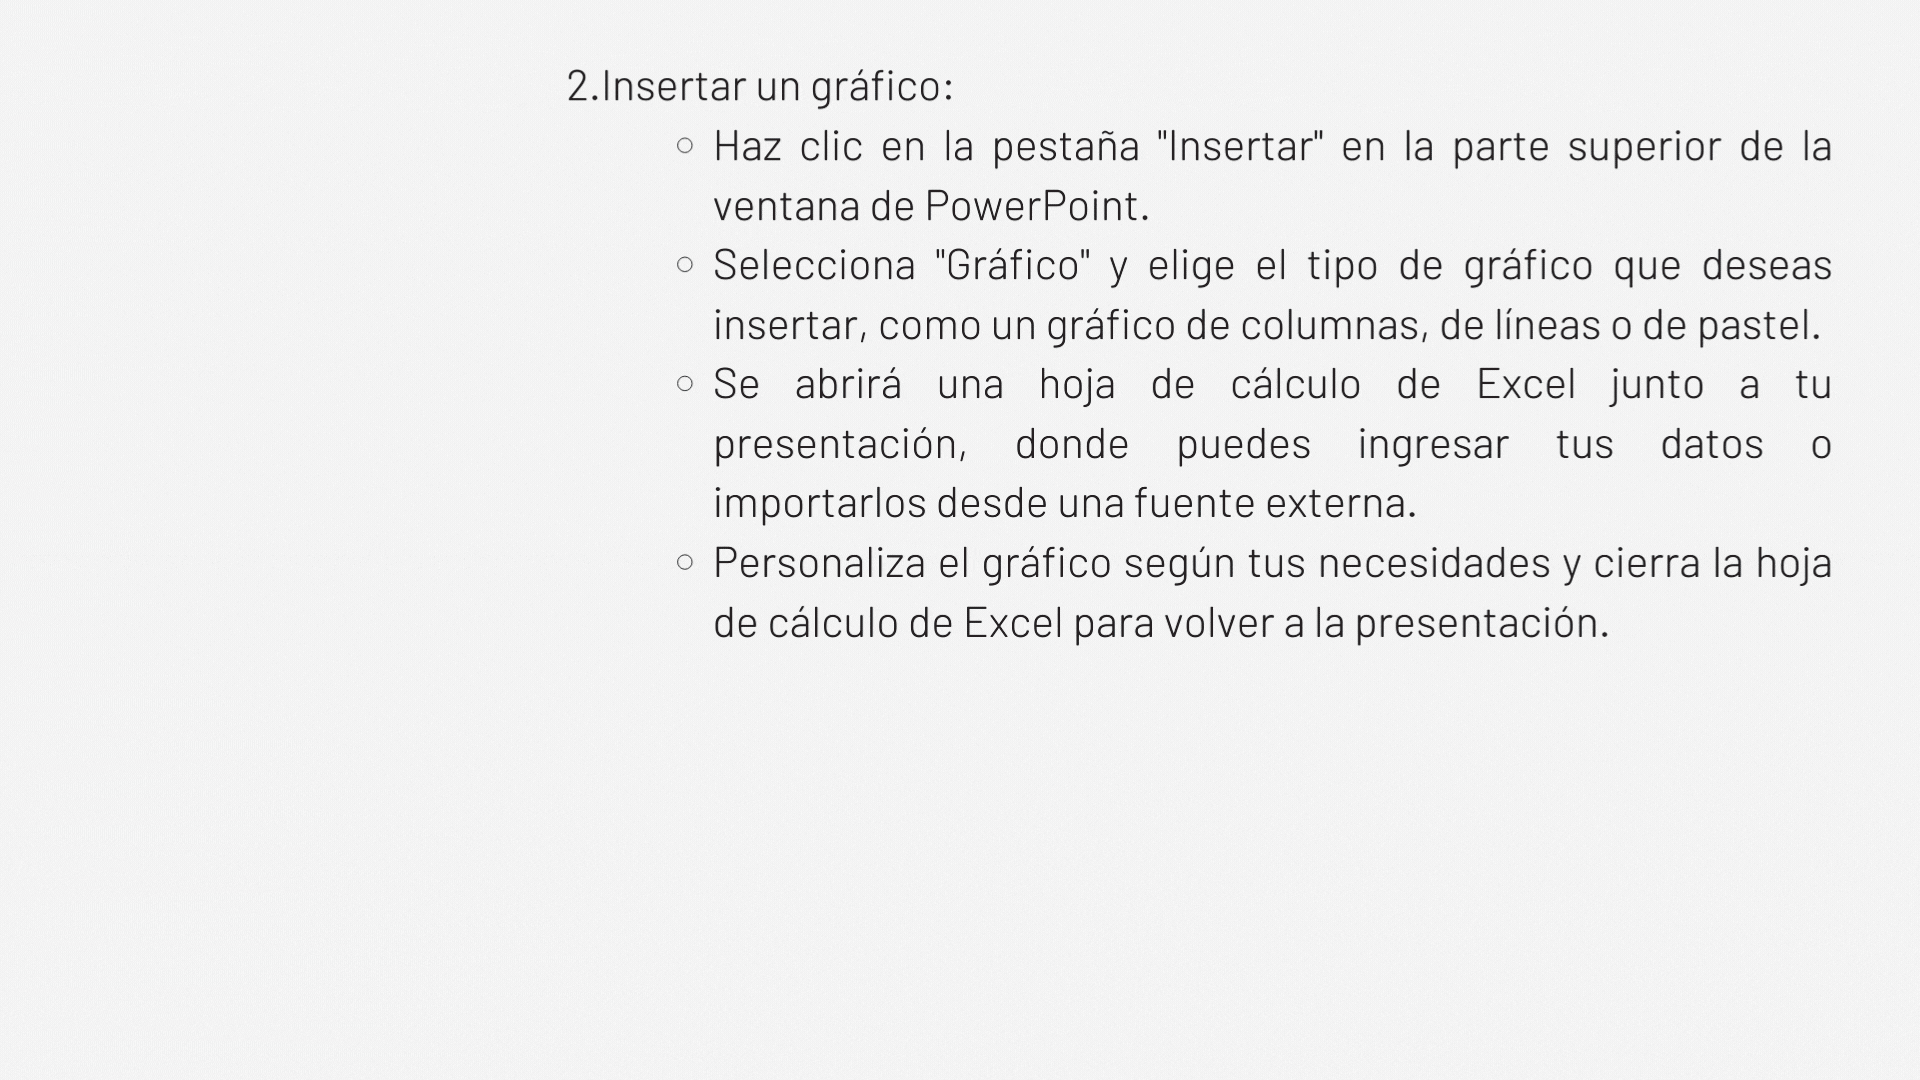 2.Insertar un gráfico:
○ Haz clic en la pestaña "Insertar" en la parte superior de la
ventana de PowerPoint.
○ Selecciona "Gráfico" y elige el tipo de gráfico que deseas
insertar, como un gráfico de columnas, de líneas o de pastel.
○ Se abrirá una hoja de cálculo de Excel junto a tu
presentación, donde puedes ingresar tus datos o
importarlos desde una fuente externa.
○ Personaliza el gráfico según tus necesidades y cierra la hoja
de cálculo de Excel para volver a la presentación.